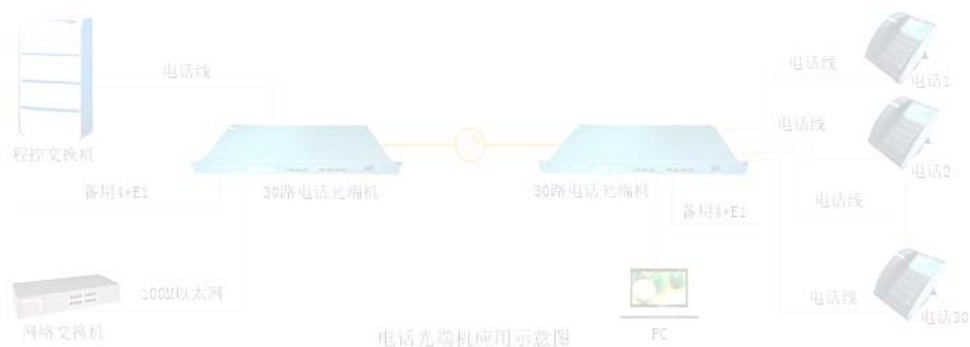 电话线
程控交换机
备用4*E1
30路电话光端机
100M以太网
网络交换机
30路电话光端机
备用4*E1
PC
电话线
电话1
电话线
电话2
电话线
电话线
电话30
电话光端机应用示意图